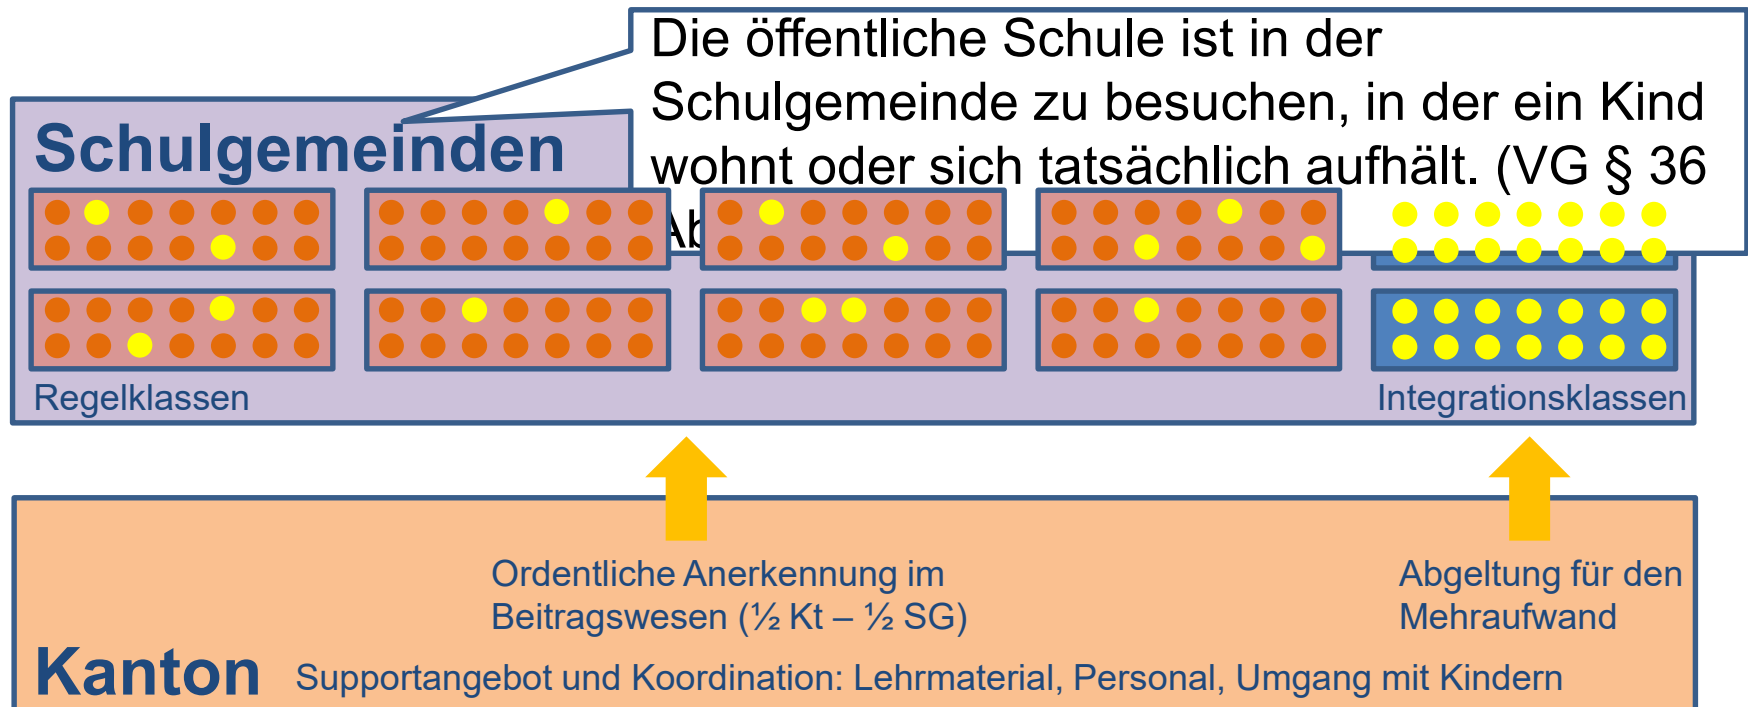 Die öffentliche Schule ist in der
Schulgemeinde zu besuchen, in der ein Kind
wohnt oder sich tatsächlich aufhält. (VG § 36
Schulgemeinden
Regelklassen
Integrationsklassen
Ordentliche Anerkennung im
Beitragswesen (½ Kt – ½ SG)
Abgeltung für den
Mehraufwand
Kanton
Supportangebot und Koordination: Lehrmaterial, Personal, Umgang mit Kindern